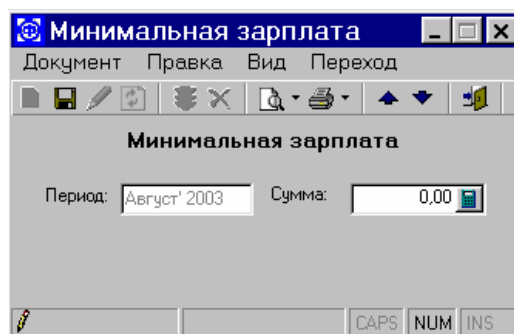 Минимальная зарплата
Документ Правка Вид Переход
Минимальная зарплата
Период: Август' 2003 Сумма: 0,00
CAPS NUM INS